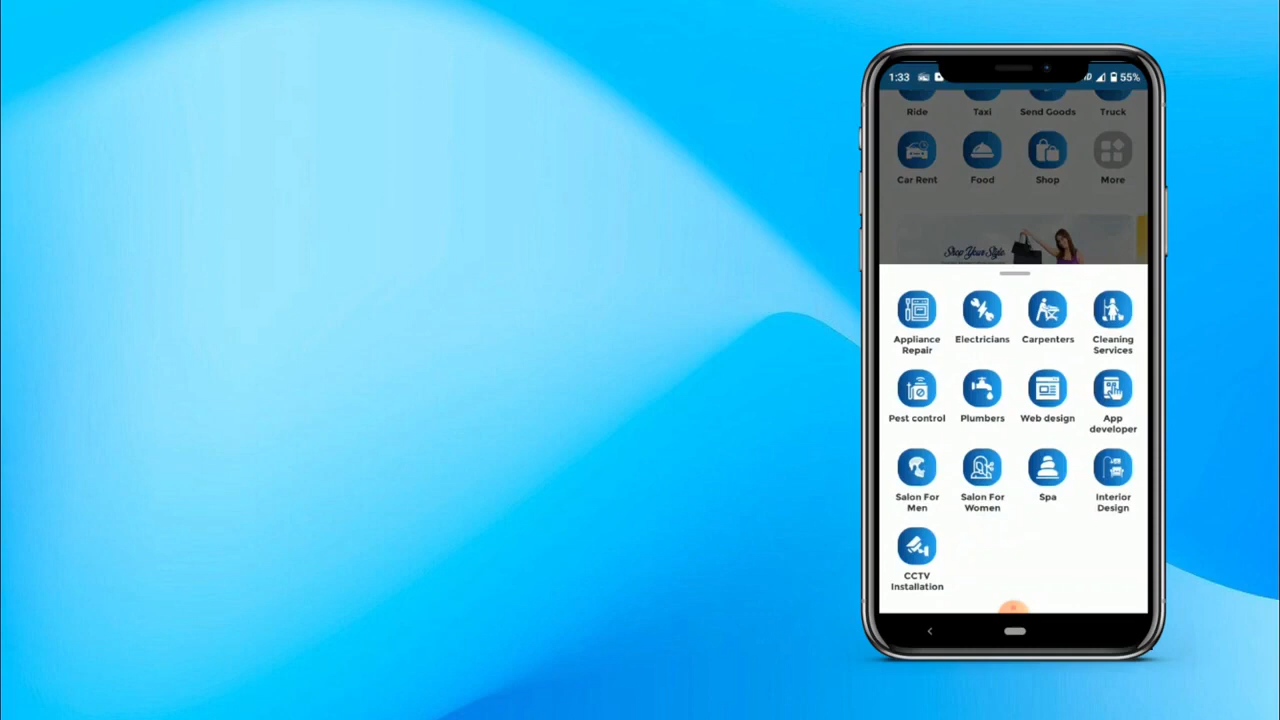 1:33
55%
Ride Taxi Send Goods Truck
Car Rent Food Shop More
Shop Your Style
Appliance Repair
Electricians
Carpenters
Cleaning Services
Pest control
Plumbers
Web design
App developer
Salon For Men
Salon For Women
Spa
Interior Design
CCTV Installation